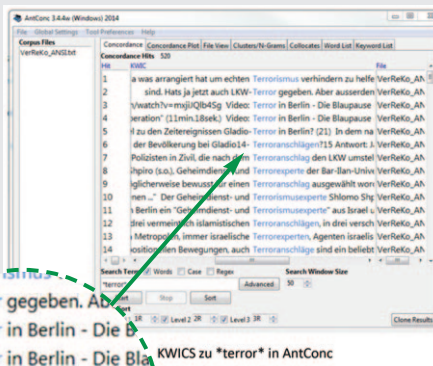 AntConc 3.4.4w (Windows) 2014
File Global Settings Tool Preferences Help
Corpus Files
VerReKo_ANSI.txt
Concordance Concordance Plot File View Clusters/N-Grams Collocates Word List Keyword List
Concordance Hits 520
Hit KWIC File
1 a was arrangiert hat um echten Terrorismus verhindern zu helfe VerReKo_AN
2 sind. Hats ja jetzt auch LKW-Terror gegeben. Aber ausserden VerReKo_AN
3 /watch?v=mxjiJQlb4Sg Video: Terror in Berlin - Die Blaupause VerReKo_AN
4 peration" (11min.18sek.) Video: Terror in Berlin - Die Blaupause VerReKo_AN
5 l zu den Zeitereignissen Gladio-Terror in Berlin? (21) In dem na VerReKo_AN
6 der Bevölkerung bei Gladio14-Terroranschlägen?15 Antwort: J. VerReKo_AN
7 Polizisten in Zivil, die nach dem Terroranschlag den LKW umstel VerReKo_AN
8 Shpiro (s.o.), Geheimdienst- und Terrorexperte der Bar-Ilan-Unive VerReKo_AN
9 glicherweise bewusst für einen Terroranschlag ausgewählt wor VerReKo_AN
10 nen ..." Der Geheimdienst- und Terrorismusexperte Shlomo Shp VerReKo_AN
11 Berlin ein "Geheimdienst- und Terrorismusexperte" aus Israel u VerReKo_AN
12 drei vermeintlich islamistischen Terroranschlägen, in drei versch VerReKo_AN
13 Metropolen, immer israelische Terrorexperten, Agenten israelis VerReKo_AN
14 positionellen Bewegungen, auch Terroranschläge sind ein beliebt VerReKo_AN
Search Term Words Case Regex Search Window Size
*terror* Advanced 50
Start Stop Sort
Level 1 1R Level 2 2R Level 3 3R Clone Results
rismus
gegeben. Ab
in Berlin - Die B
in Berlin - Die Bla
KWICS zu *terror* in AntConc